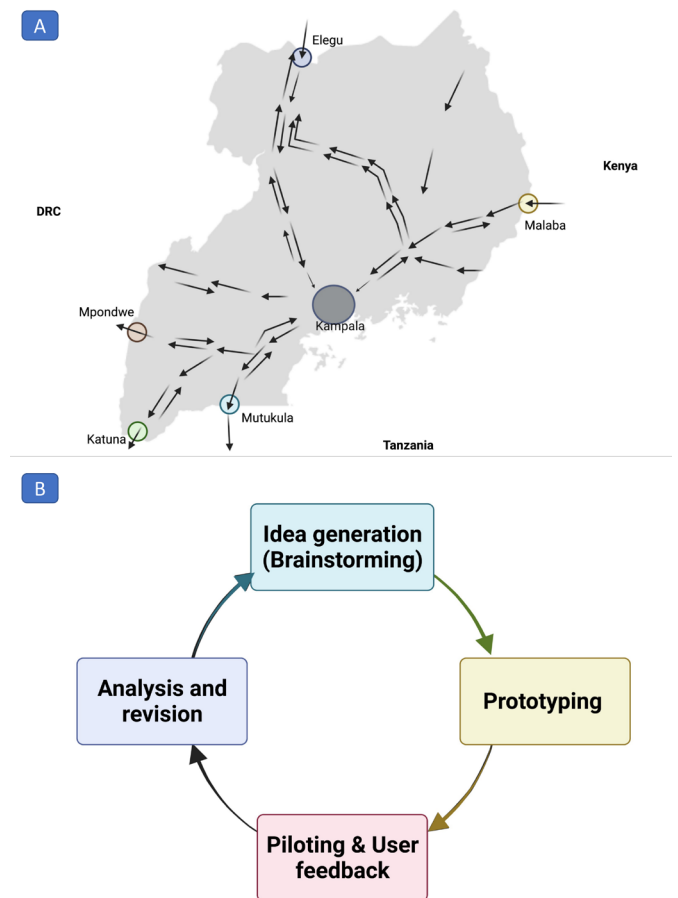 A
Elegu
Kenya
DRC
Malaba
Mpondwe
Kampala
Mutukula
Katuna
Tanzania
B
Idea generation
(Brainstorming)
Analysis and
revision
Prototyping
Piloting & User
feedback